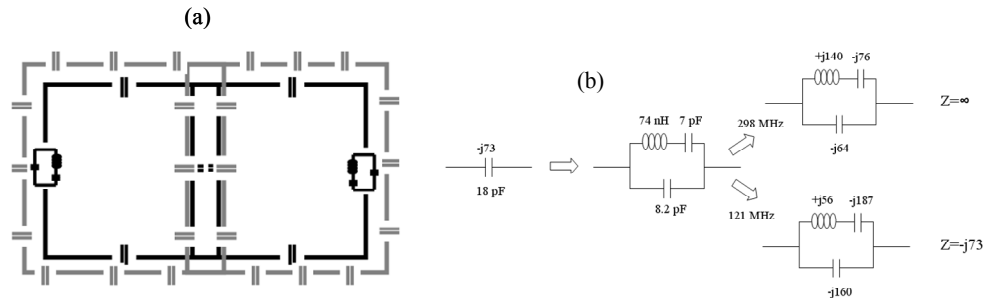 (a)
(b)
-j73
18 pF
74 nH 7 pF
8.2 pF
298 MHz
121 MHz
+j140 -j76
-j64
Z=∞
+j56 -j187
-j160
Z=-j73